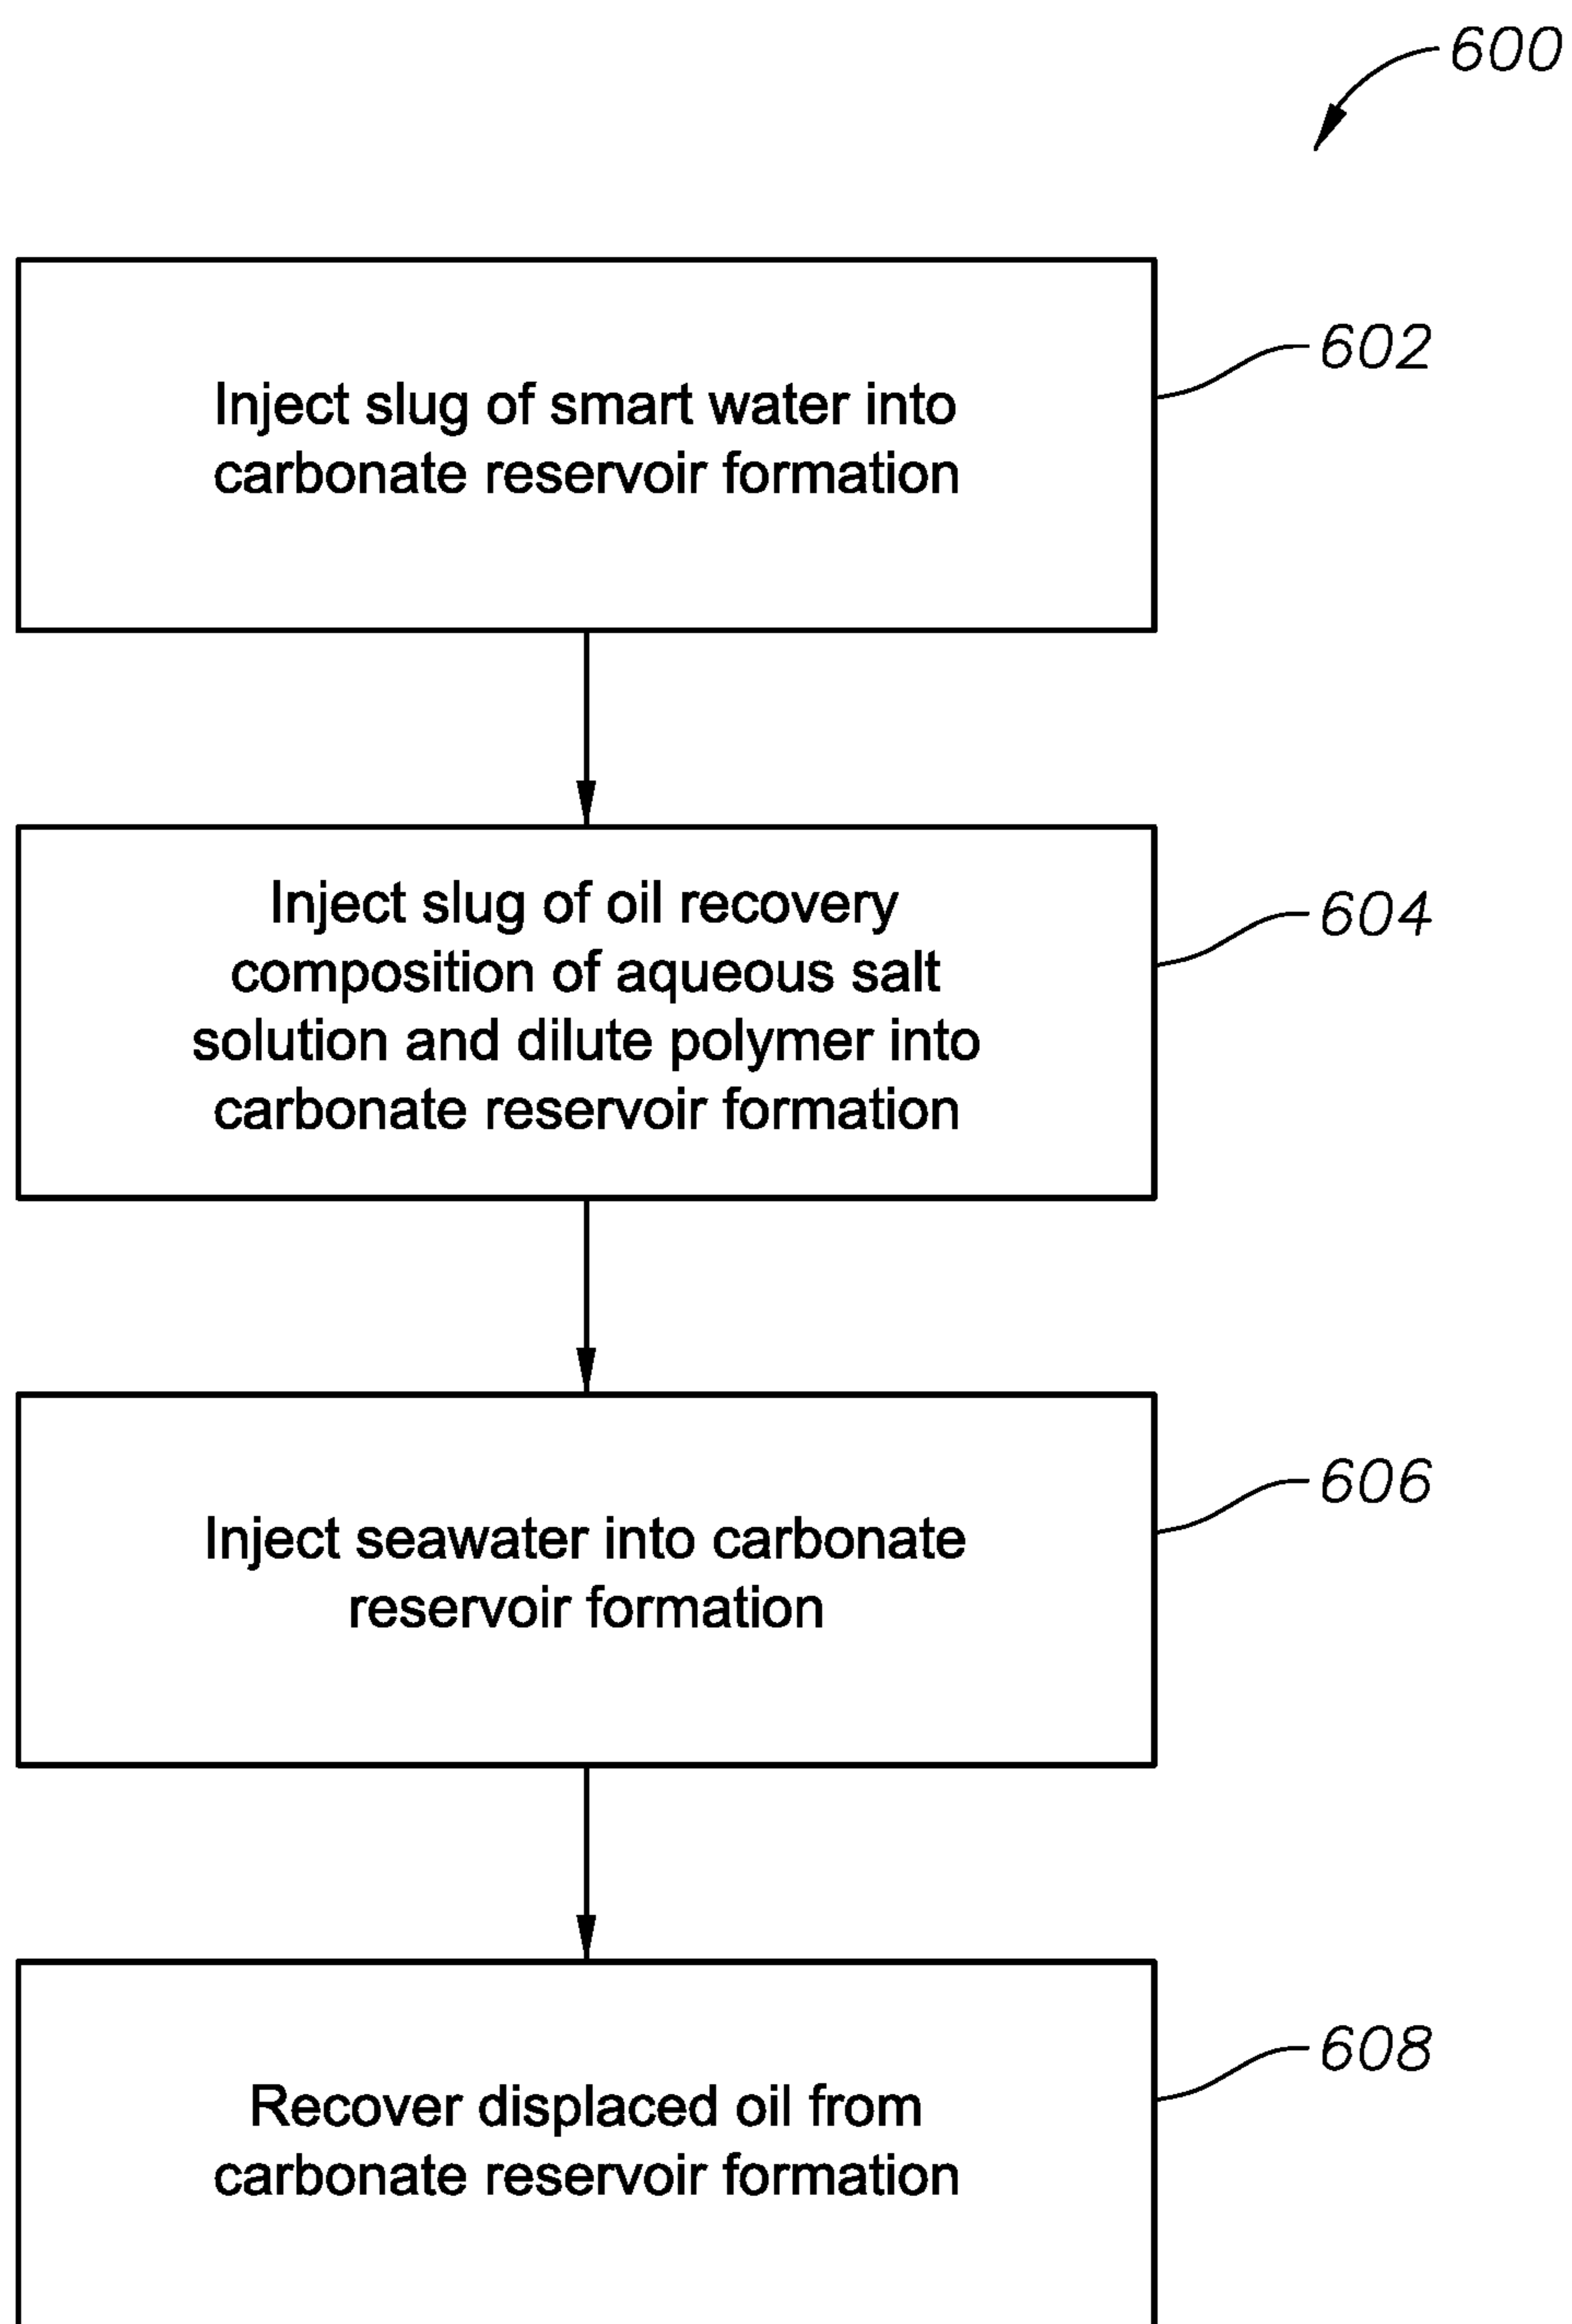 600
Inject slug of smart water into
carbonate reservoir formation
602
Inject slug of oil recovery
composition of aqueous salt
solution and dilute polymer into
carbonate reservoir formation
604
Inject seawater into carbonate
reservoir formation
606
Recover displaced oil from
carbonate reservoir formation
608